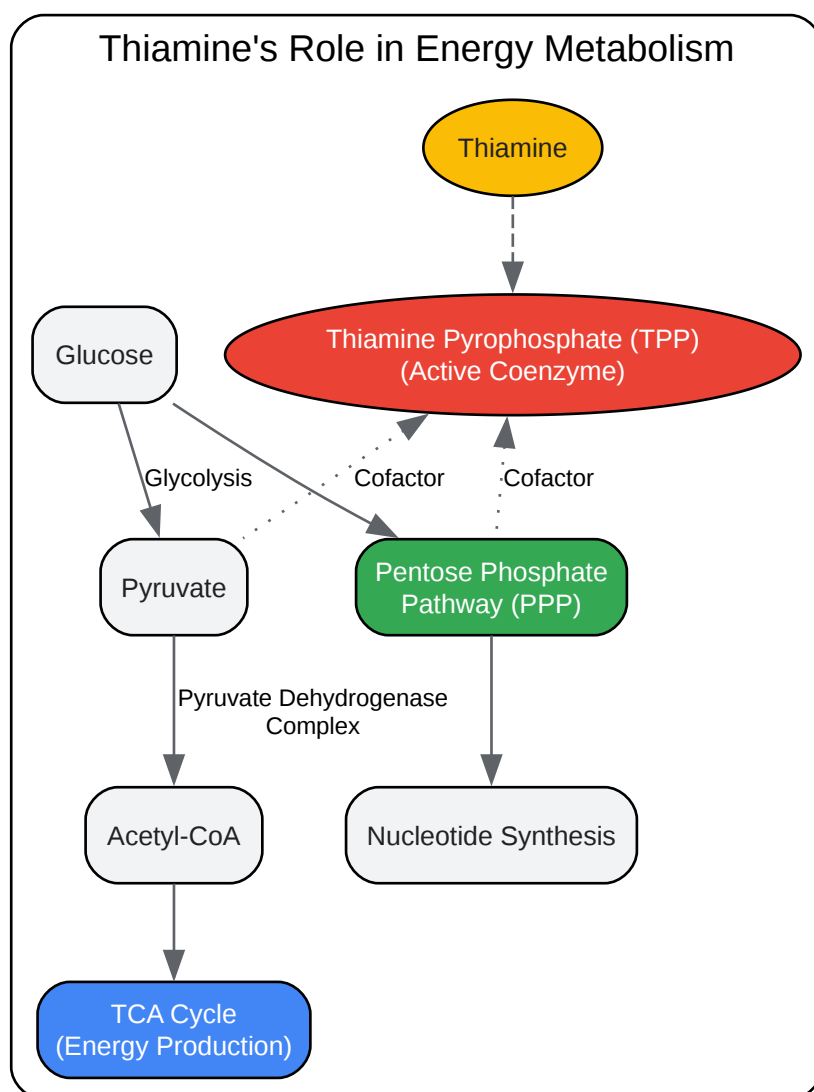 Thiamine's Role in Energy Metabolism
Thiamine
Thiamine Pyrophosphate (TPP)
(Active Coenzyme)
Glucose
Glycolysis
Cofactor
Cofactor
Pyruvate
Pentose Phosphate
Pathway (PPP)
Pyruvate Dehydrogenase
Complex
Acetyl-CoA
Nucleotide Synthesis
TCA Cycle
(Energy Production)